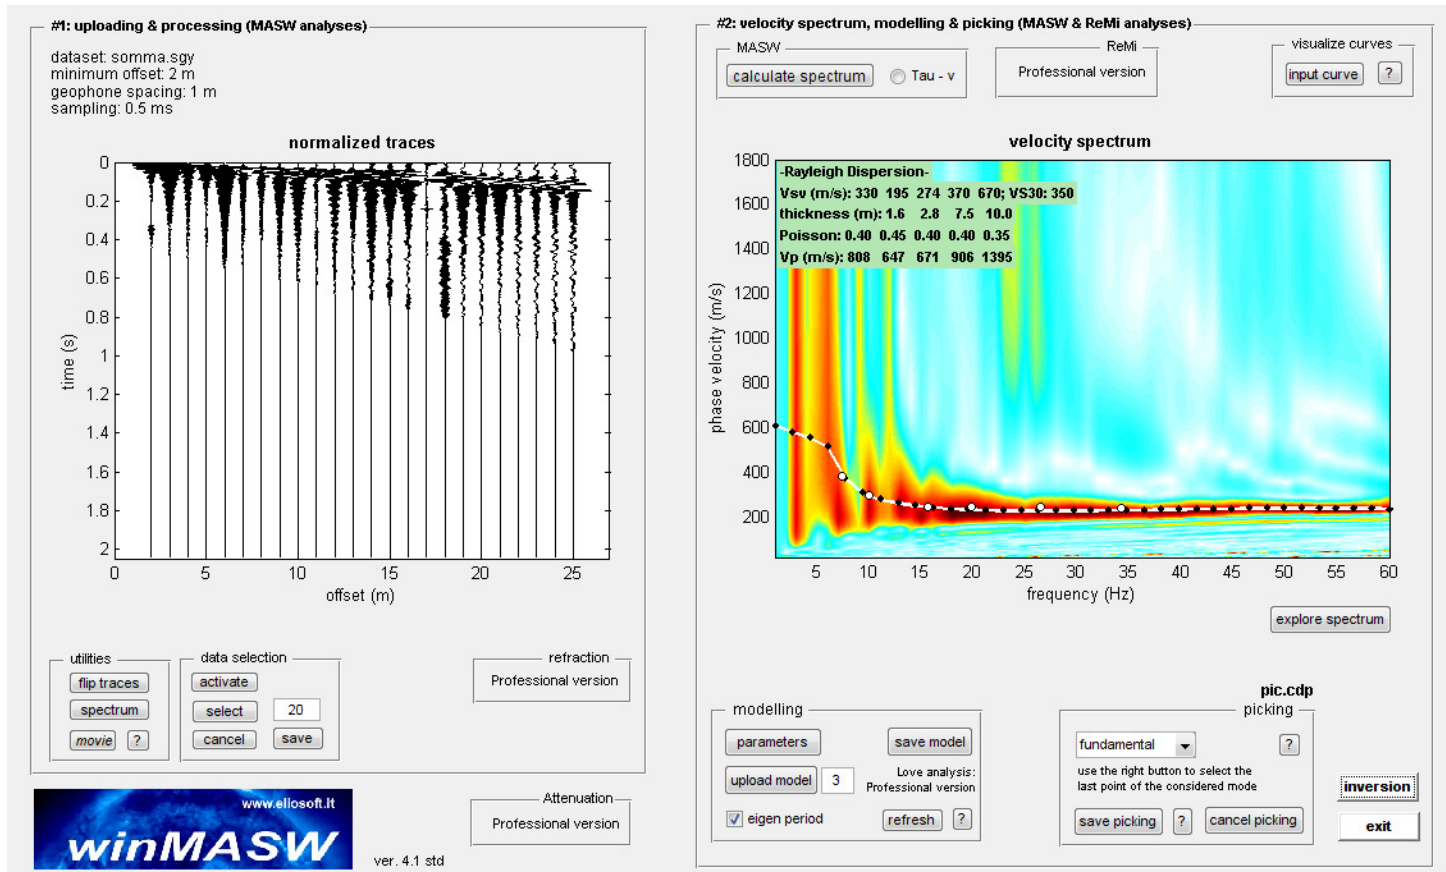 #1: uploading & processing (MASW analyses)
dataset: somma.sgy
minimum offset: 2 m
geophone spacing: 1 m
sampling: 0.5 ms
normalized traces
0
0.2
0.4
0.6
0.8
1
1.2
1.4
1.6
1.8
2
time (s)
0 5 10 15 20 25
offset (m)
utilities
flip traces
spectrum
movie ?
data selection
activate
select 20
cancel save
refraction
Professional version
www.eliosoft.it
winMASW
ver. 4.1 std
Attenuation
Professional version
#2: velocity spectrum, modelling & picking (MASW & ReMi analyses)
MASW
calculate spectrum Tau - v
ReMi
Professional version
visualize curves
input curve ?
velocity spectrum
-Rayleigh Dispersion-
Vsv (m/s): 330 195 274 370 670; VS30: 350
thickness (m): 1.6 2.8 7.5 10.0
Poisson: 0.40 0.45 0.40 0.40 0.35
Vp (m/s): 808 647 671 906 1395
1800
1600
1400
1200
1000
800
600
400
200
phase velocity (m/s)
5 10 15 20 25 30 35 40 45 50 55 60
frequency (Hz)
explore spectrum
modelling
parameters save model
upload model 3 Love analysis:
Professional version
eigen period refresh ?
pic.cdp
picking
fundamental ?
use the right button to select the
last point of the considered mode
save picking ? cancel picking
inversion
exit